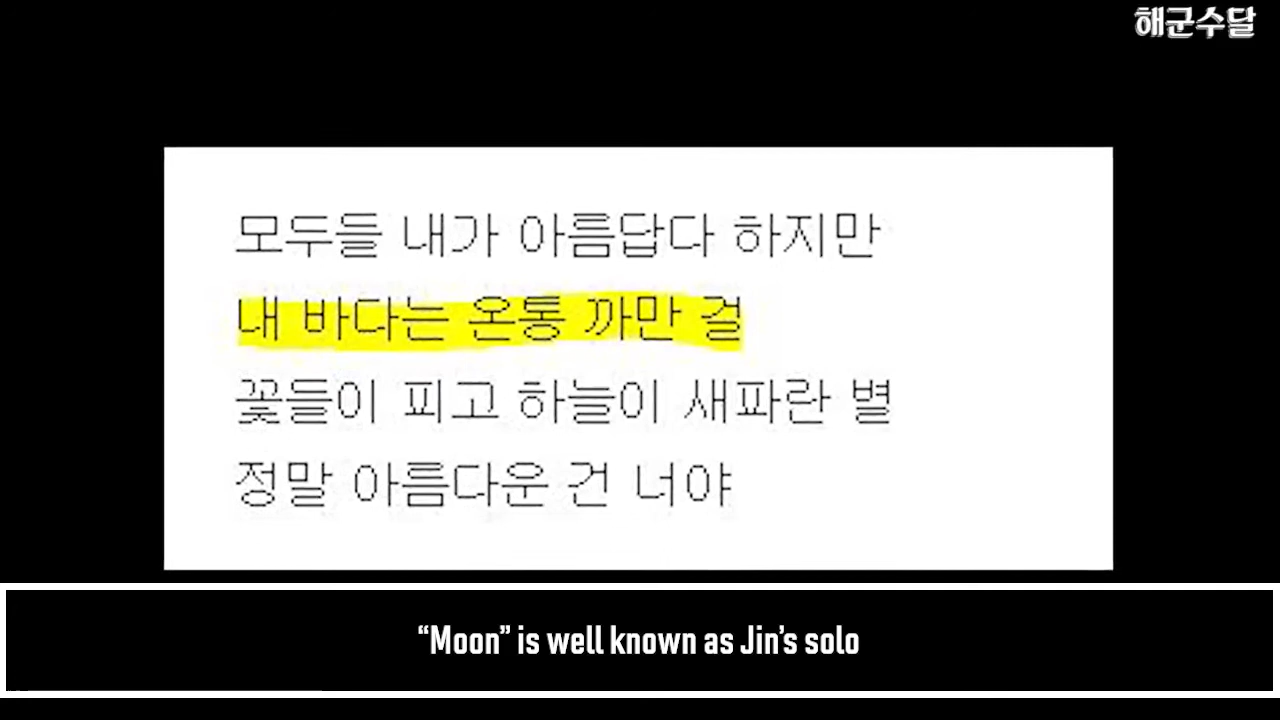 해군수달
모두들 내가 아름답다 하지만
내 바다는 온통 까만 걸
꽃들이 피고 하늘이 새파란 별
정말 아름다운 건 너야
“Moon” is well known as Jin’s solo